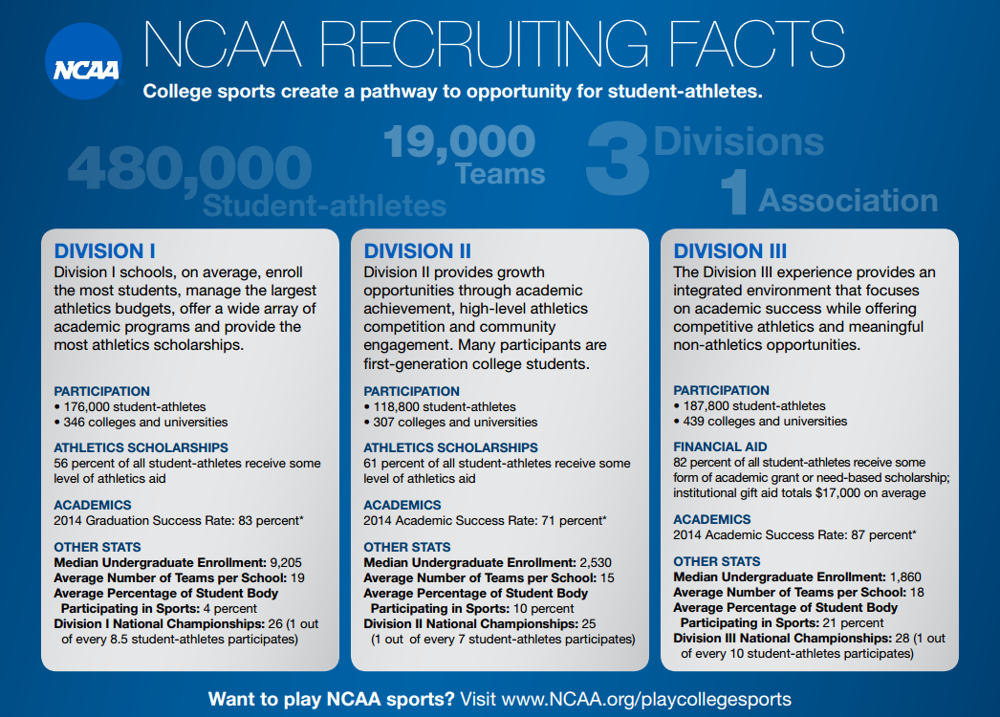 NCAA
NCAA RECRUITING FACTS
College sports create a pathway to opportunity for student-athletes.
480,000
Student-athletes
19,000
Teams
3 Divisions
1 Association
DIVISION I
Division I schools, on average, enroll
the most students, manage the largest
athletics budgets, offer a wide array of
academic programs and provide the
most athletics scholarships.
PARTICIPATION
• 176,000 student-athletes
• 346 colleges and universities
ATHLETICS SCHOLARSHIPS
56 percent of all student-athletes receive some
level of athletics aid
ACADEMICS
2014 Graduation Success Rate: 83 percent*
OTHER STATS
Median Undergraduate Enrollment: 9,205
Average Number of Teams per School: 19
Average Percentage of Student Body
Participating in Sports: 4 percent
Division I National Championships: 26 (1 out
of every 8.5 student-athletes participates)
DIVISION II
Division II provides growth
opportunities through academic
achievement, high-level athletics
competition and community
engagement. Many participants are
first-generation college students.
PARTICIPATION
• 118,800 student-athletes
• 307 colleges and universities
ATHLETICS SCHOLARSHIPS
61 percent of all student-athletes receive some
level of athletics aid
ACADEMICS
2014 Academic Success Rate: 71 percent*
OTHER STATS
Median Undergraduate Enrollment: 2,530
Average Number of Teams per School: 15
Average Percentage of Student Body
Participating in Sports: 10 percent
Division II National Championships: 25
(1 out of every 7 student-athletes participates)
DIVISION III
The Division III experience provides an
integrated environment that focuses
on academic success while offering
competitive athletics and meaningful
non-athletics opportunities.
PARTICIPATION
• 187,800 student-athletes
• 439 colleges and universities
FINANCIAL AID
82 percent of all student-athletes receive some
form of academic grant or need-based scholarship;
institutional gift aid totals $17,000 on average
ACADEMICS
2014 Academic Success Rate: 87 percent*
OTHER STATS
Median Undergraduate Enrollment: 1,860
Average Number of Teams per School: 18
Average Percentage of Student Body
Participating in Sports: 21 percent
Division III National Championships: 28 (1 out
of every 10 student-athletes participates)
Want to play NCAA sports? Visit www.NCAA.org/playcollegesports